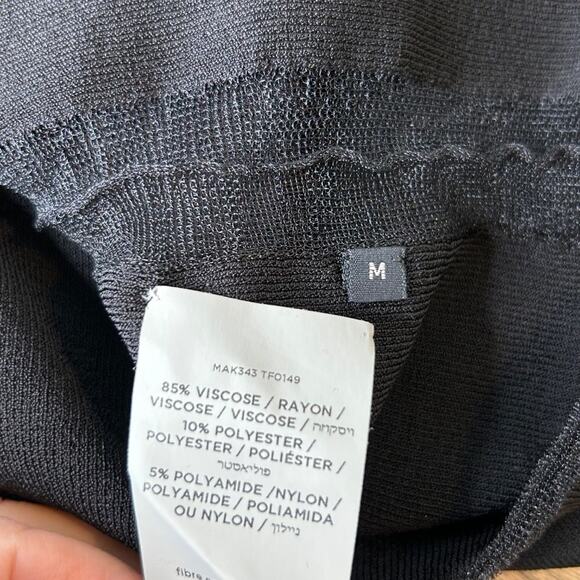 M
MAK343 TF0149
85% VISCOSE / RAYON /
VISCOSE / VISCOSE / ויסקוזה
10% POLYESTER /
POLYESTER / POLIÉSTER /
פוליאסטר
5% POLYAMIDE /NYLON /
POLYAMIDE / POLIAMIDA
OU NYLON / ניילון
fibre